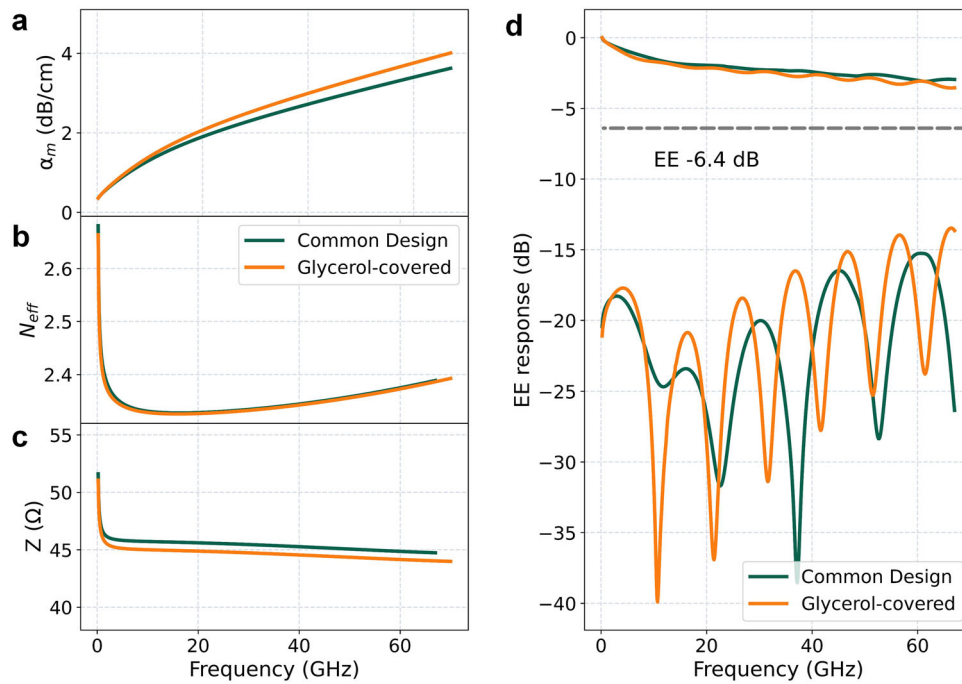 a
α_m (dB/cm)
4
2
0
b
N_eff
2.6
2.5
2.4
Common Design
Glycerol-covered
c
Z (Ω)
55
50
45
40
0
20
40
60
Frequency (GHz)
d
EE response (dB)
0
−5
−10
−15
−20
−25
−30
−35
−40
EE -6.4 dB
Common Design
Glycerol-covered
0
20
40
60
Frequency (GHz)